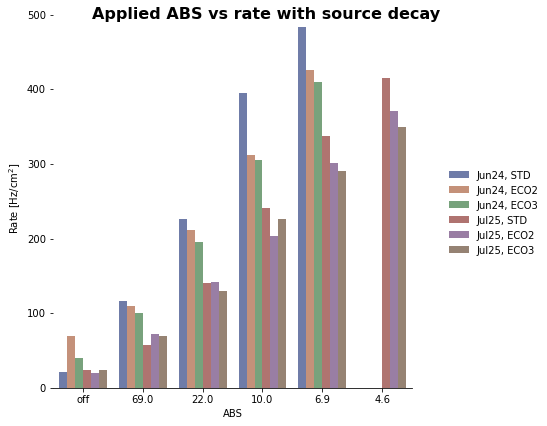 Applied ABS vs rate with source decay
500
400
300
200
100
0
Rate [Hz/cm²]
off 69.0 22.0 10.0 6.9 4.6
ABS
Jun24, STD
Jun24, ECO2
Jun24, ECO3
Jul25, STD
Jul25, ECO2
Jul25, ECO3